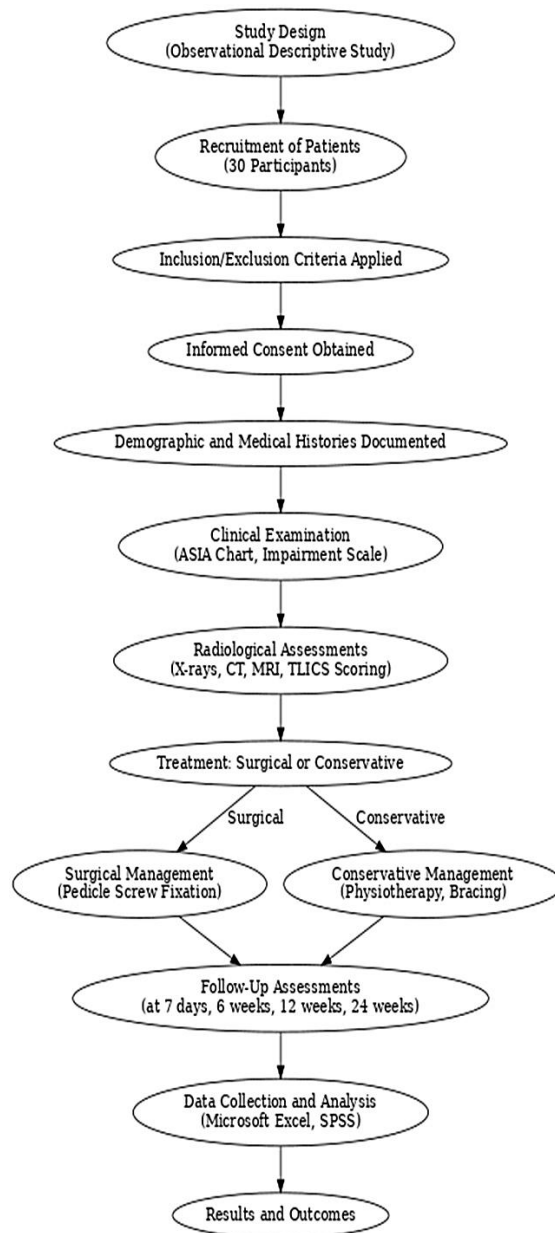 Study Design
(Observational Descriptive Study)
Recruitment of Patients
(30 Participants)
Inclusion/Exclusion Criteria Applied
Informed Consent Obtained
Demographic and Medical Histories Documented
Clinical Examination
(ASIA Chart, Impairment Scale)
Radiological Assessments
(X-rays, CT, MRI, TLICS Scoring)
Treatment: Surgical or Conservative
Surgical
Conservative
Surgical Management
(Pedicle Screw Fixation)
Conservative Management
(Physiotherapy, Bracing)
Follow-Up Assessments
(at 7 days, 6 weeks, 12 weeks, 24 weeks)
Data Collection and Analysis
(Microsoft Excel, SPSS)
Results and Outcomes